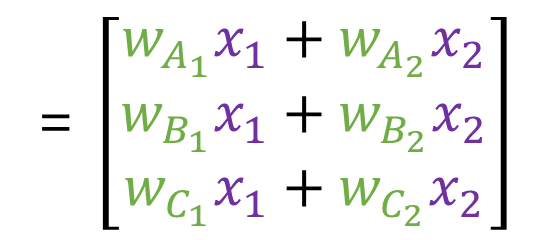 w_{A_1}x_1 + w_{A_2}x_2
= w_{B_1}x_1 + w_{B_2}x_2
w_{C_1}x_1 + w_{C_2}x_2